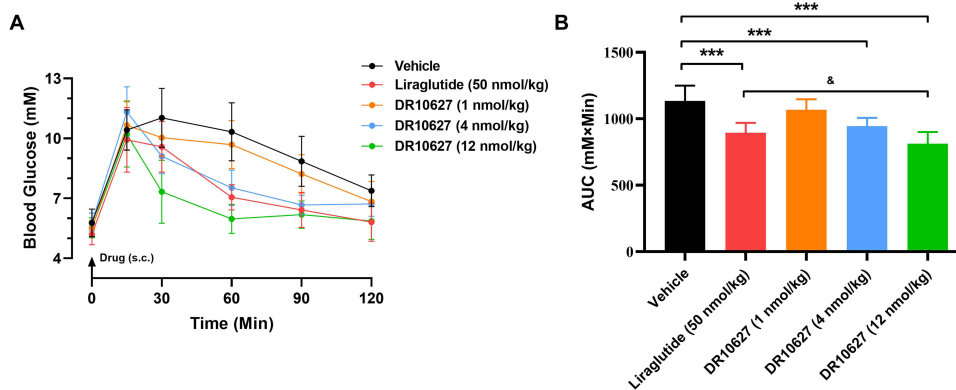 A
Blood Glucose (mM)
13
10
7
4
Drug (s.c.)
0
30
60
90
120
Time (Min)
Vehicle
Liraglutide (50 nmol/kg)
DR10627 (1 nmol/kg)
DR10627 (4 nmol/kg)
DR10627 (12 nmol/kg)
B
***
***
***
&
AUC (mM×Min)
1500
1000
500
0
Vehicle
Liraglutide (50 nmol/kg)
DR10627 (1 nmol/kg)
DR10627 (4 nmol/kg)
DR10627 (12 nmol/kg)